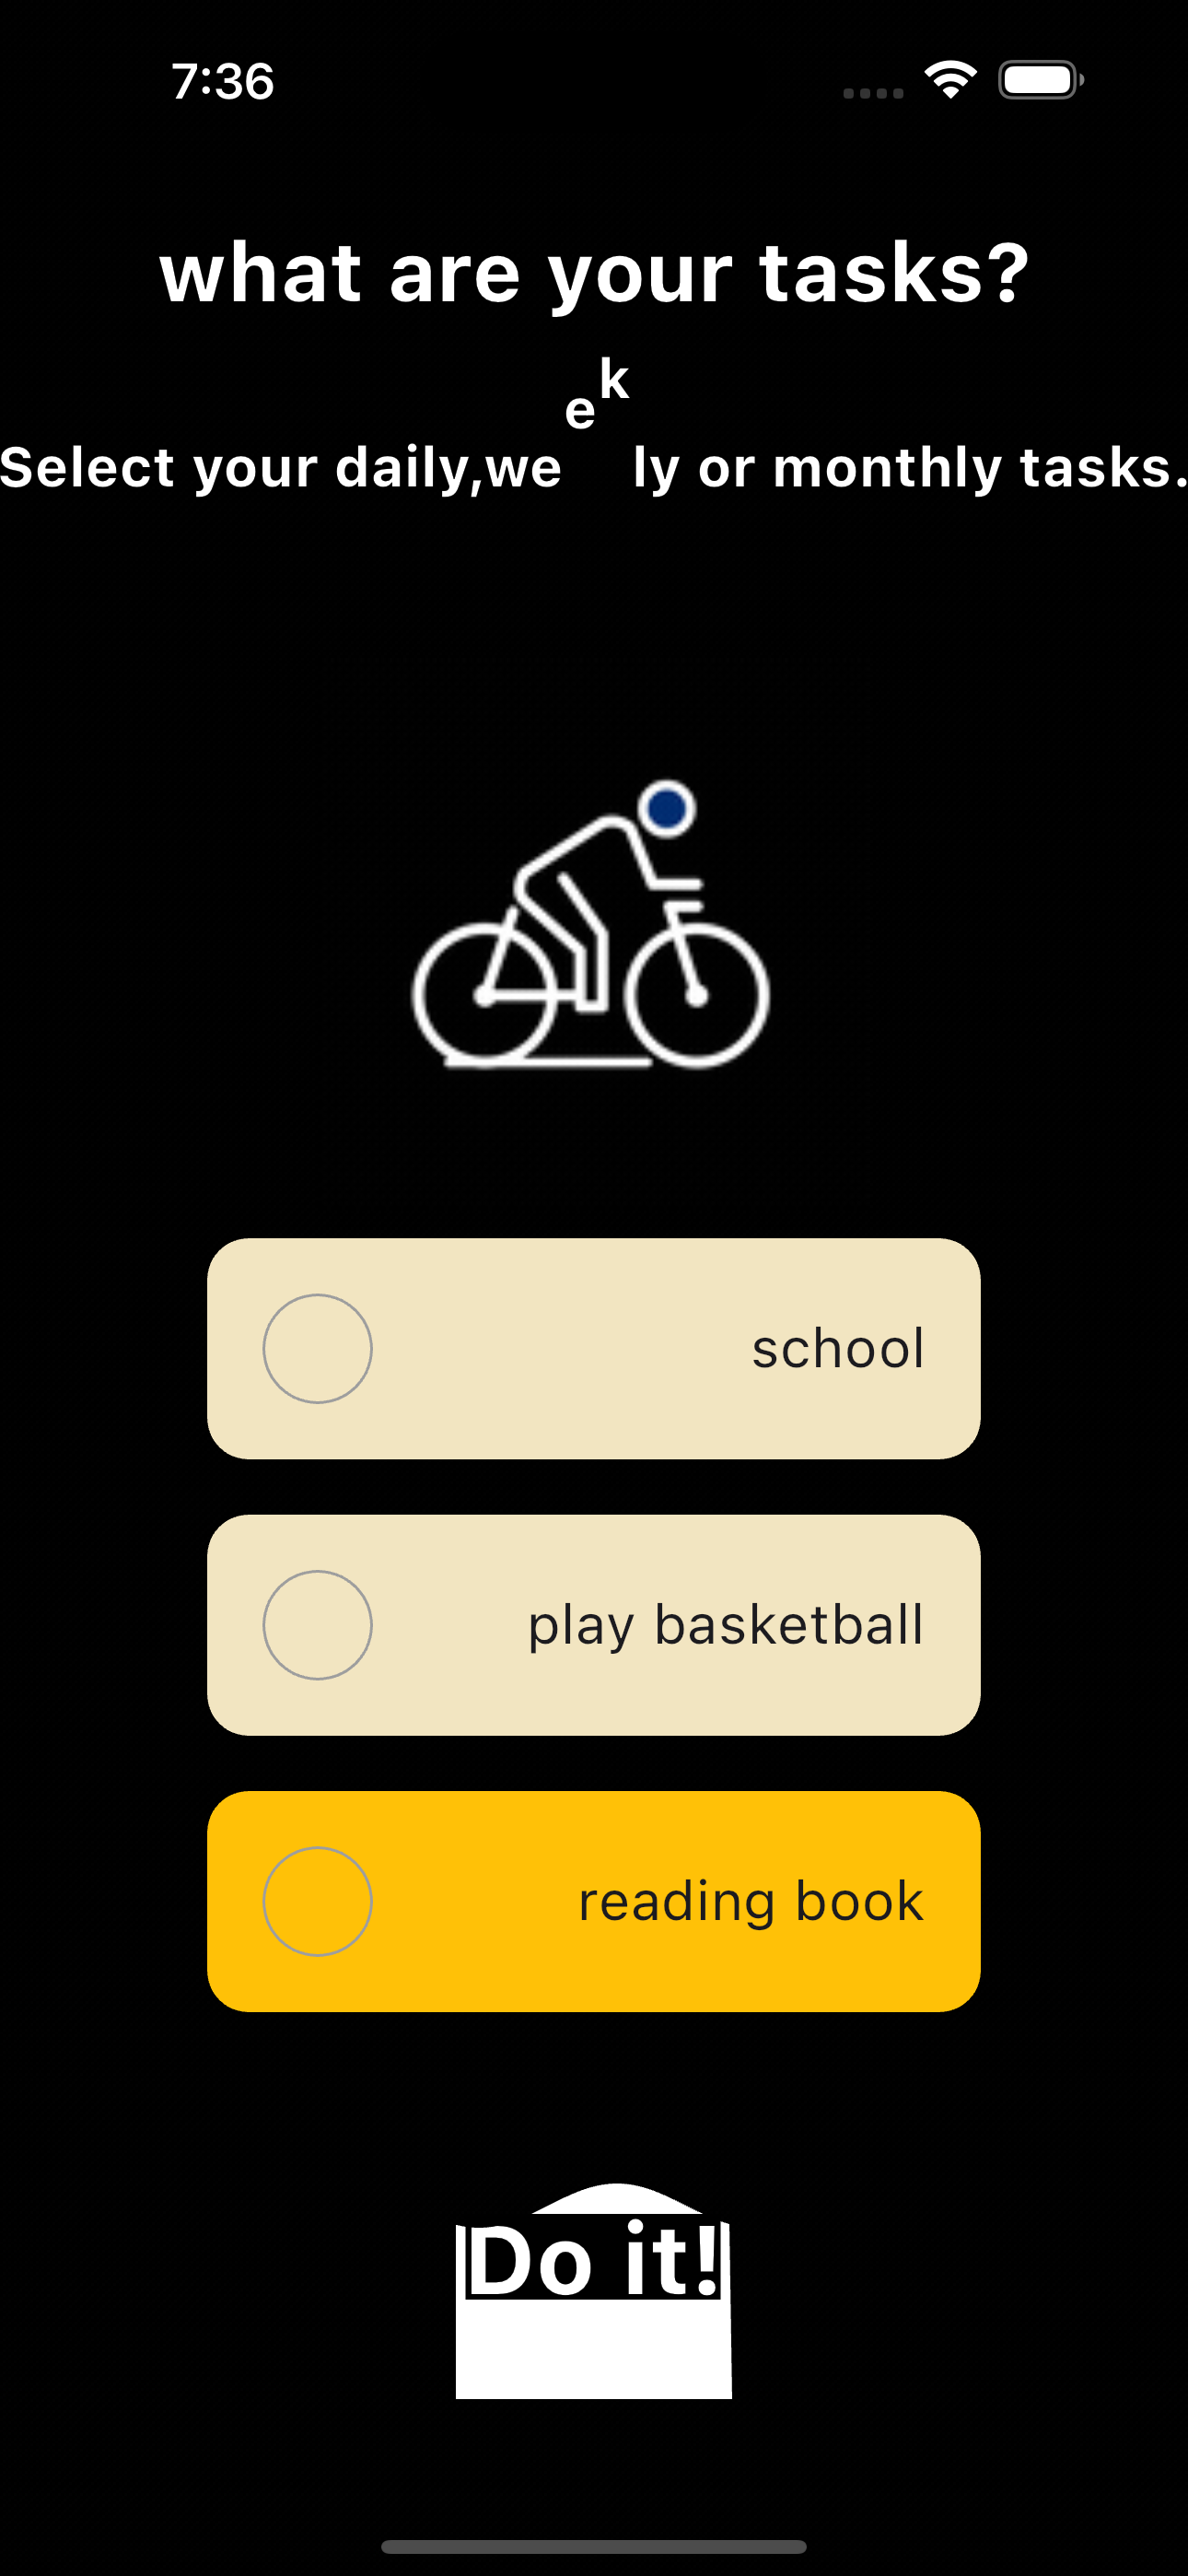 7:36
what are your tasks?
Select your daily,weekly or monthly tasks.
school
play basketball
reading book
Do it!